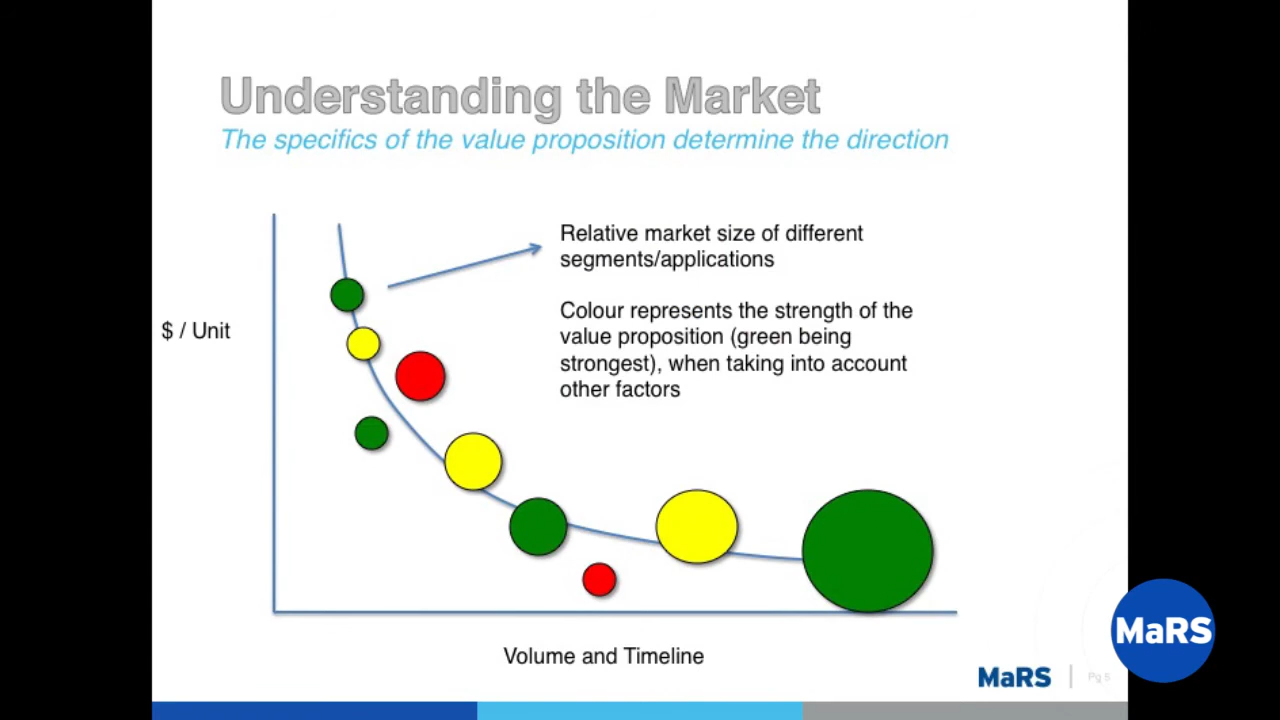 Understanding the Market
The specifics of the value proposition determine the direction
Relative market size of different
segments/applications
Colour represents the strength of the
value proposition (green being
strongest), when taking into account
other factors
$ / Unit
Volume and Timeline
MaRS
Pg 5
MaRS